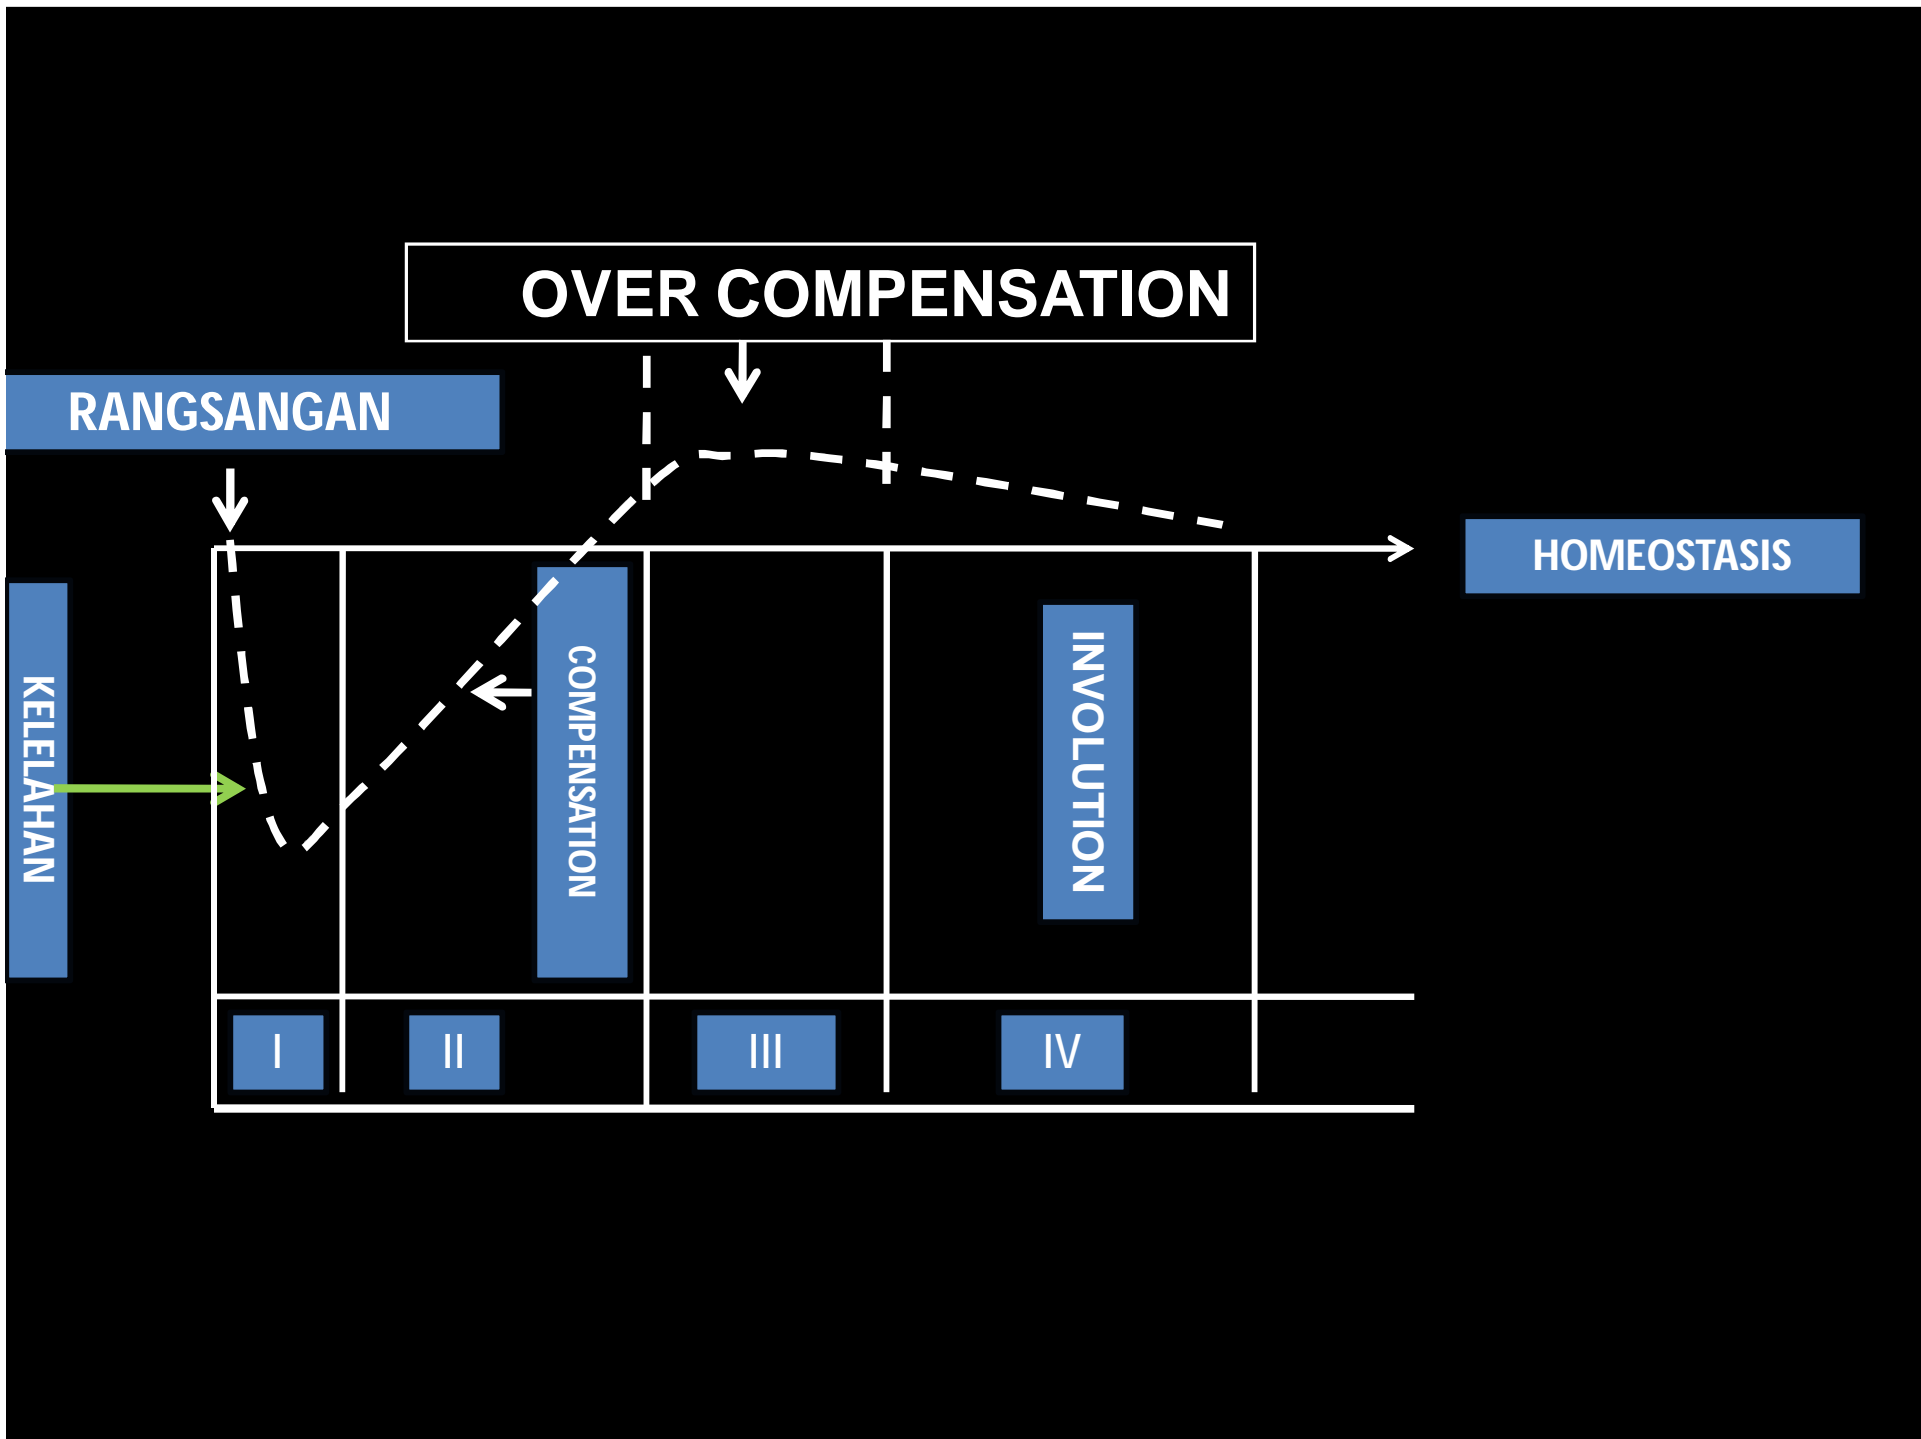 OVER COMPENSATION
RANGSANGAN
HOMEOSTASIS
KELELAHAN
COMPENSATION
INVOLUTION
I
II
III
IV